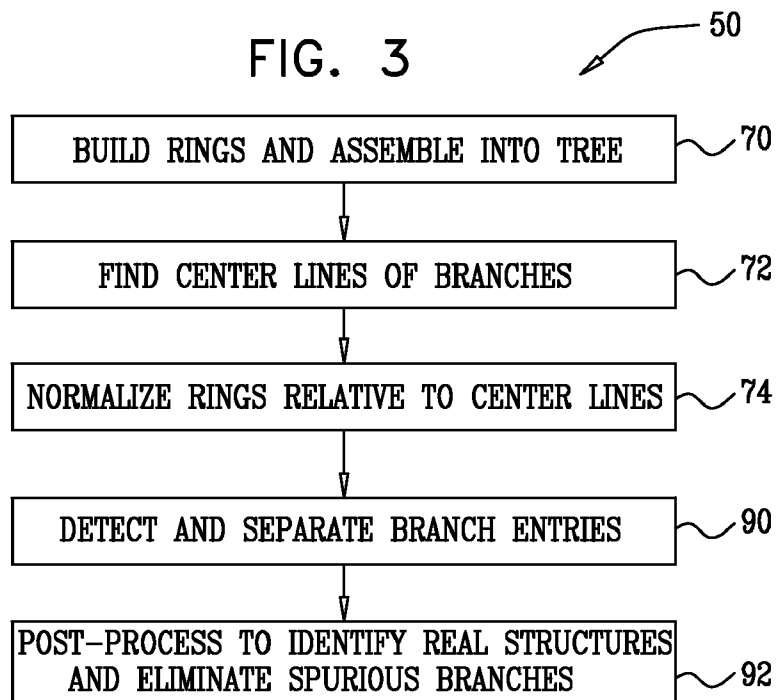 FIG. 3
50
BUILD RINGS AND ASSEMBLE INTO TREE
70
FIND CENTER LINES OF BRANCHES
72
NORMALIZE RINGS RELATIVE TO CENTER LINES
74
DETECT AND SEPARATE BRANCH ENTRIES
90
POST-PROCESS TO IDENTIFY REAL STRUCTURES
AND ELIMINATE SPURIOUS BRANCHES
92